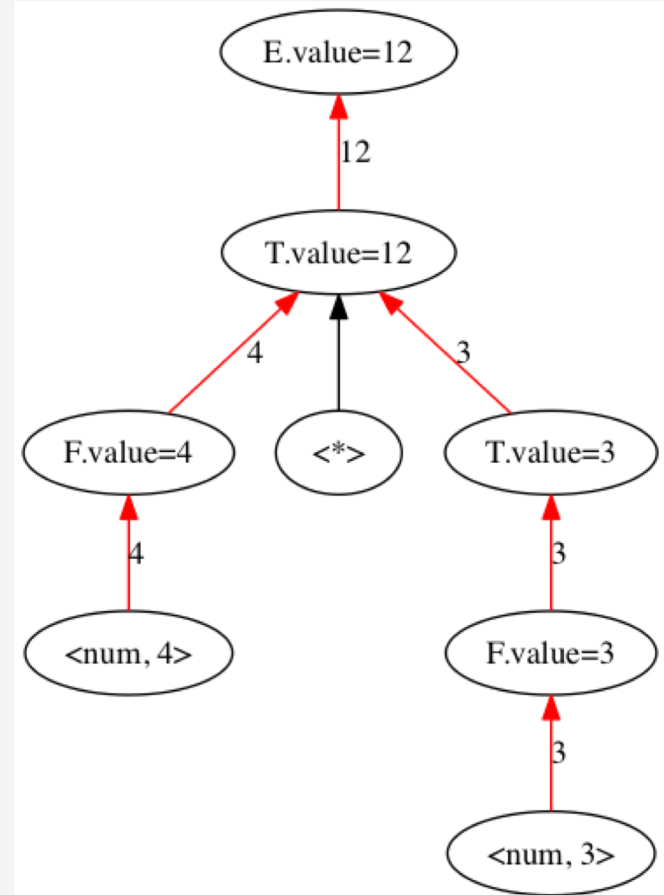 E.value=12
12
T.value=12
4
3
F.value=4
<*>
T.value=3
4
3
<num, 4>
F.value=3
3
<num, 3>